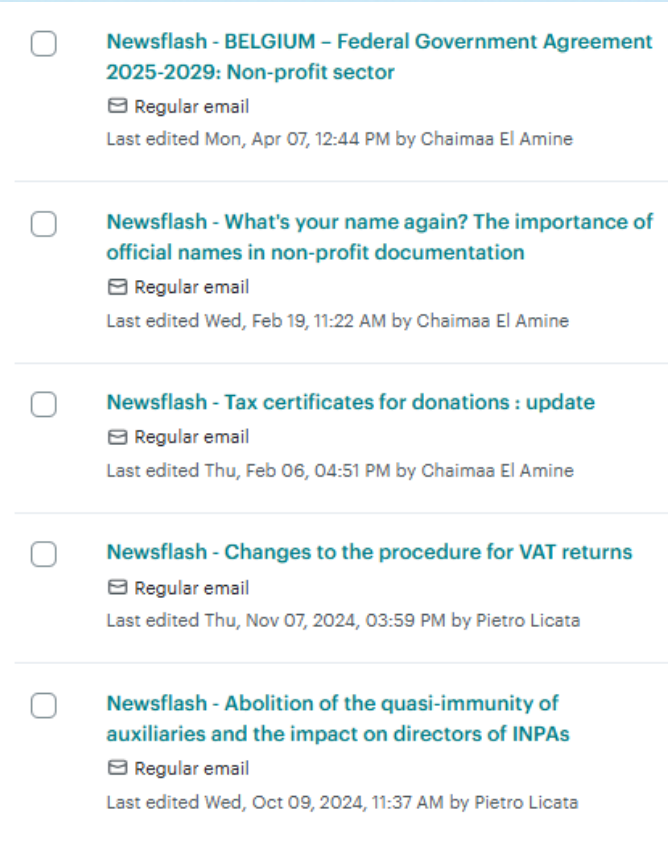 Newsflash - BELGIUM – Federal Government Agreement
2025-2029: Non-profit sector
Regular email
Last edited Mon, Apr 07, 12:44 PM by Chaimaa El Amine
Newsflash - What's your name again? The importance of
official names in non-profit documentation
Regular email
Last edited Wed, Feb 19, 11:22 AM by Chaimaa El Amine
Newsflash - Tax certificates for donations : update
Regular email
Last edited Thu, Feb 06, 04:51 PM by Chaimaa El Amine
Newsflash - Changes to the procedure for VAT returns
Regular email
Last edited Thu, Nov 07, 2024, 03:59 PM by Pietro Licata
Newsflash - Abolition of the quasi-immunity of
auxiliaries and the impact on directors of INPAs
Regular email
Last edited Wed, Oct 09, 2024, 11:37 AM by Pietro Licata